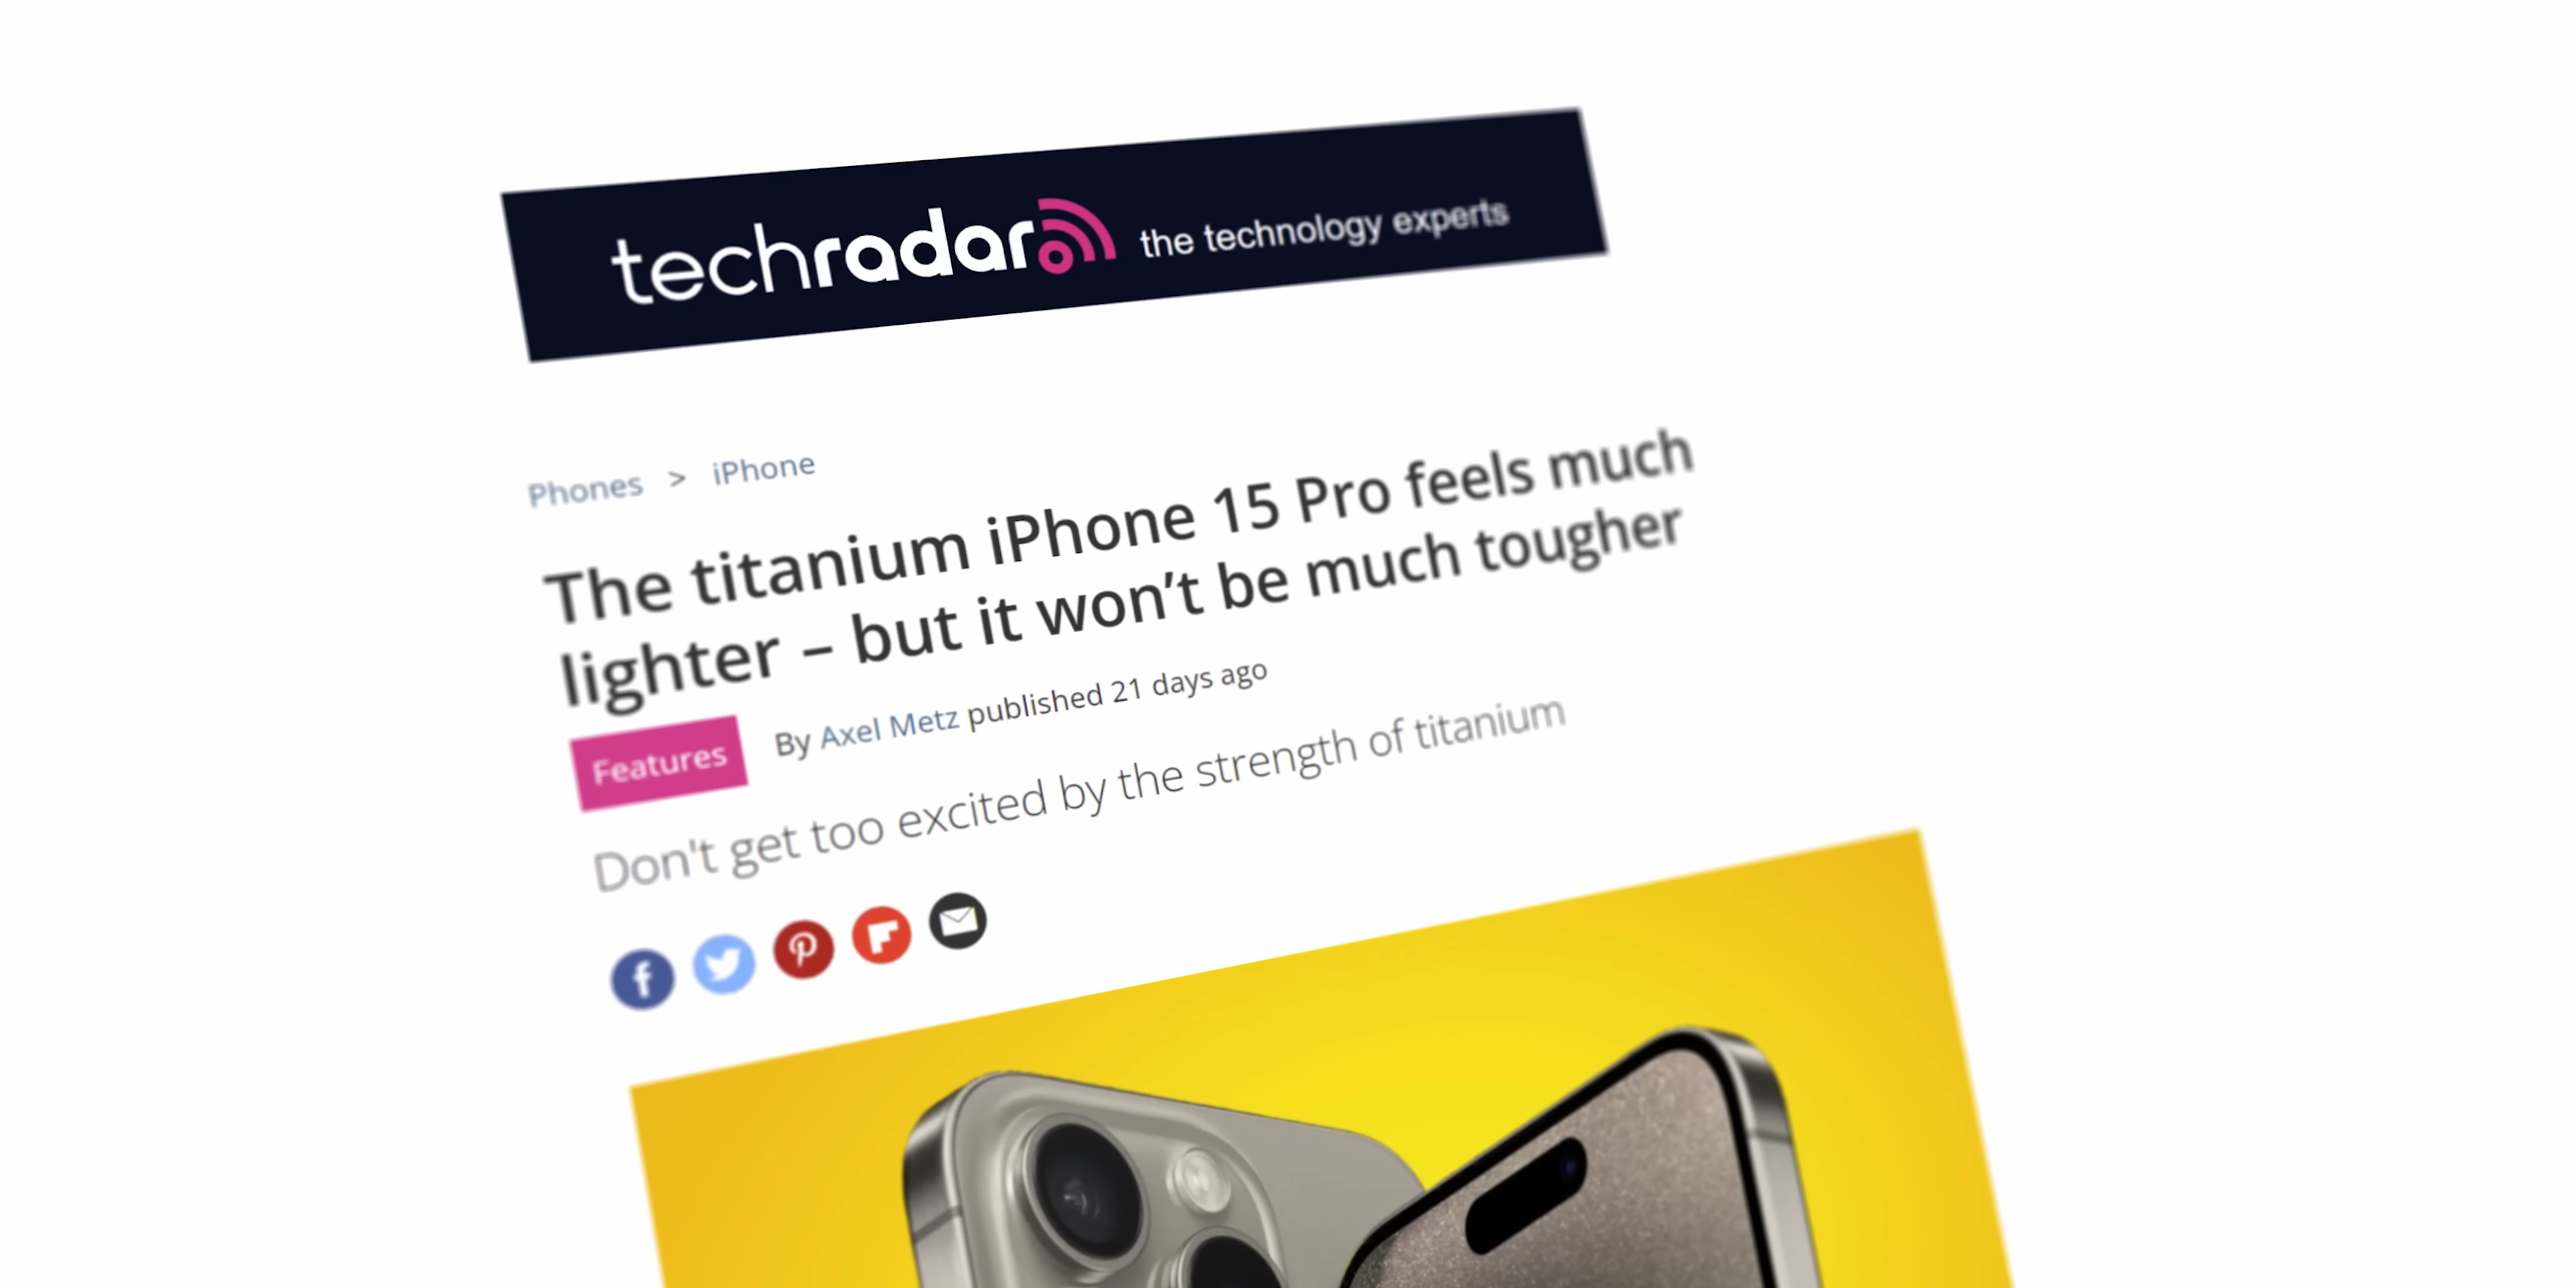 techradar the technology experts
Phones > iPhone
The titanium iPhone 15 Pro feels much
lighter – but it won’t be much tougher
Features By Axel Metz published 21 days ago
Don't get too excited by the strength of titanium